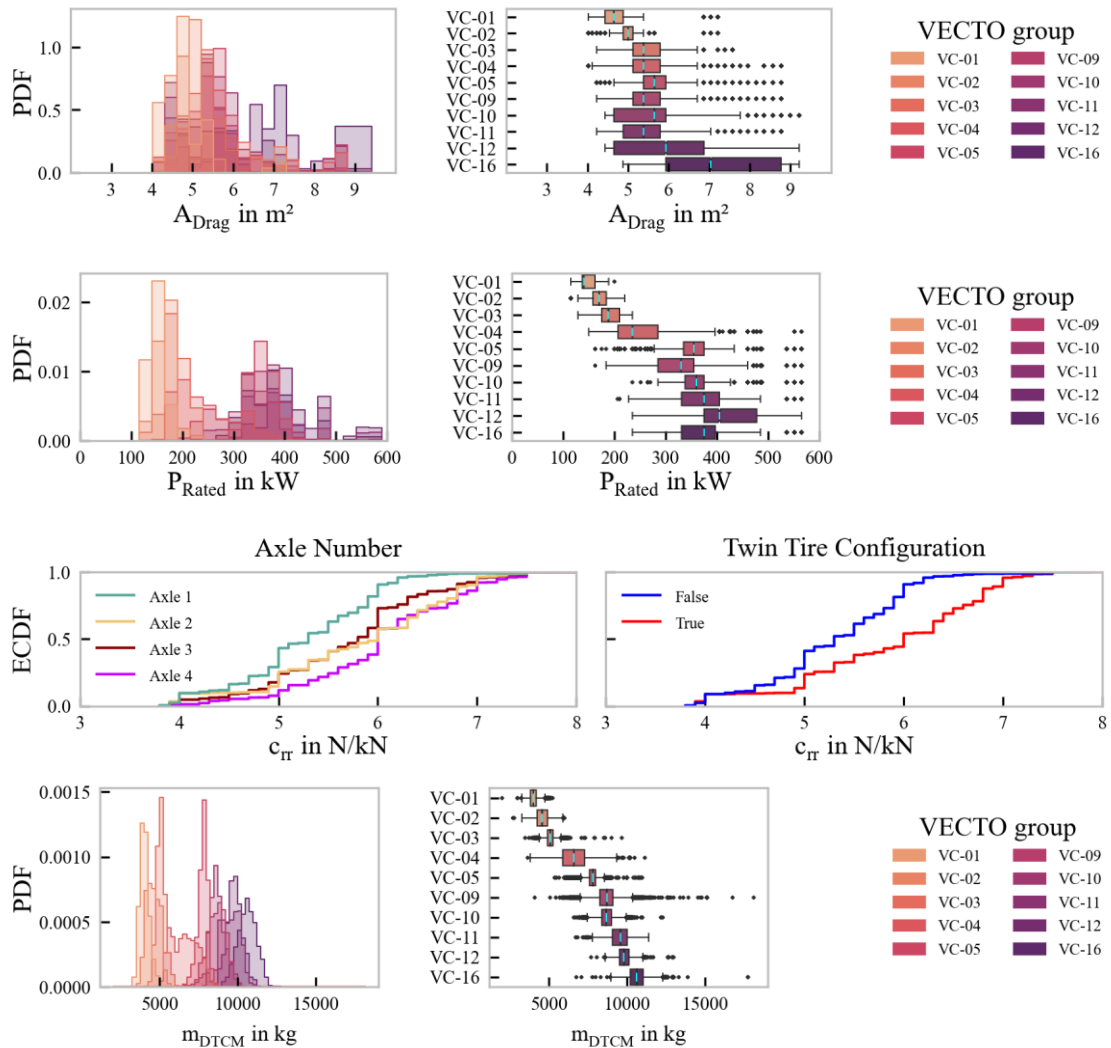 PDF
1.0
0.5
0.0
3 4 5 6 7 8 9
A_Drag in m²
VC-01
VC-02
VC-03
VC-04
VC-05
VC-09
VC-10
VC-11
VC-12
VC-16
3 4 5 6 7 8 9
A_Drag in m²
VECTO group
VC-01 VC-09
VC-02 VC-10
VC-03 VC-11
VC-04 VC-12
VC-05 VC-16
PDF
0.02
0.01
0.00
0 100 200 300 400 500 600
P_Rated in kW
VC-01
VC-02
VC-03
VC-04
VC-05
VC-09
VC-10
VC-11
VC-12
VC-16
0 100 200 300 400 500 600
P_Rated in kW
VECTO group
VC-01 VC-09
VC-02 VC-10
VC-03 VC-11
VC-04 VC-12
VC-05 VC-16
Axle Number
ECDF
1.0
0.5
0.0
Axle 1
Axle 2
Axle 3
Axle 4
3 4 5 6 7 8
c_rr in N/kN
Twin Tire Configuration
False
True
3 4 5 6 7 8
c_rr in N/kN
PDF
0.0015
0.0010
0.0005
0.0000
5000 10000 15000
m_DTCM in kg
VC-01
VC-02
VC-03
VC-04
VC-05
VC-09
VC-10
VC-11
VC-12
VC-16
5000 10000 15000
m_DTCM in kg
VECTO group
VC-01 VC-09
VC-02 VC-10
VC-03 VC-11
VC-04 VC-12
VC-05 VC-16